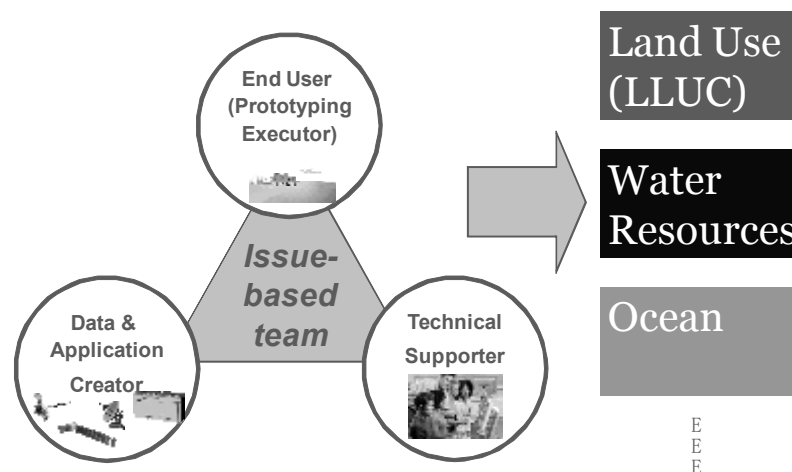 End User
(Prototyping
Executor)
Issue-
based
team
Data &
Application
Creator
Technical
Supporter
Land Use
(LLUC)
Water
Resources
Ocean
E
E
E